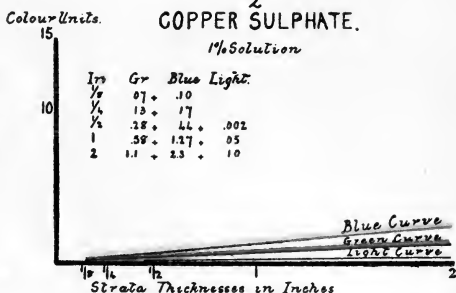 2
Colour Units.
COPPER SULPHATE.
15
1% Solution
Ins Gr Blue Light.
1/8 .07 + .10
10
1/4 .13 + .17
1/2 .28 + .44 + .002
1 .58 + 1.27 + .05
2 1.1 + 2.3 + .10
Blue Curve
Green Curve
Light Curve
1/8 1/4 1/2 1 2
Strata Thicknesses in Inches